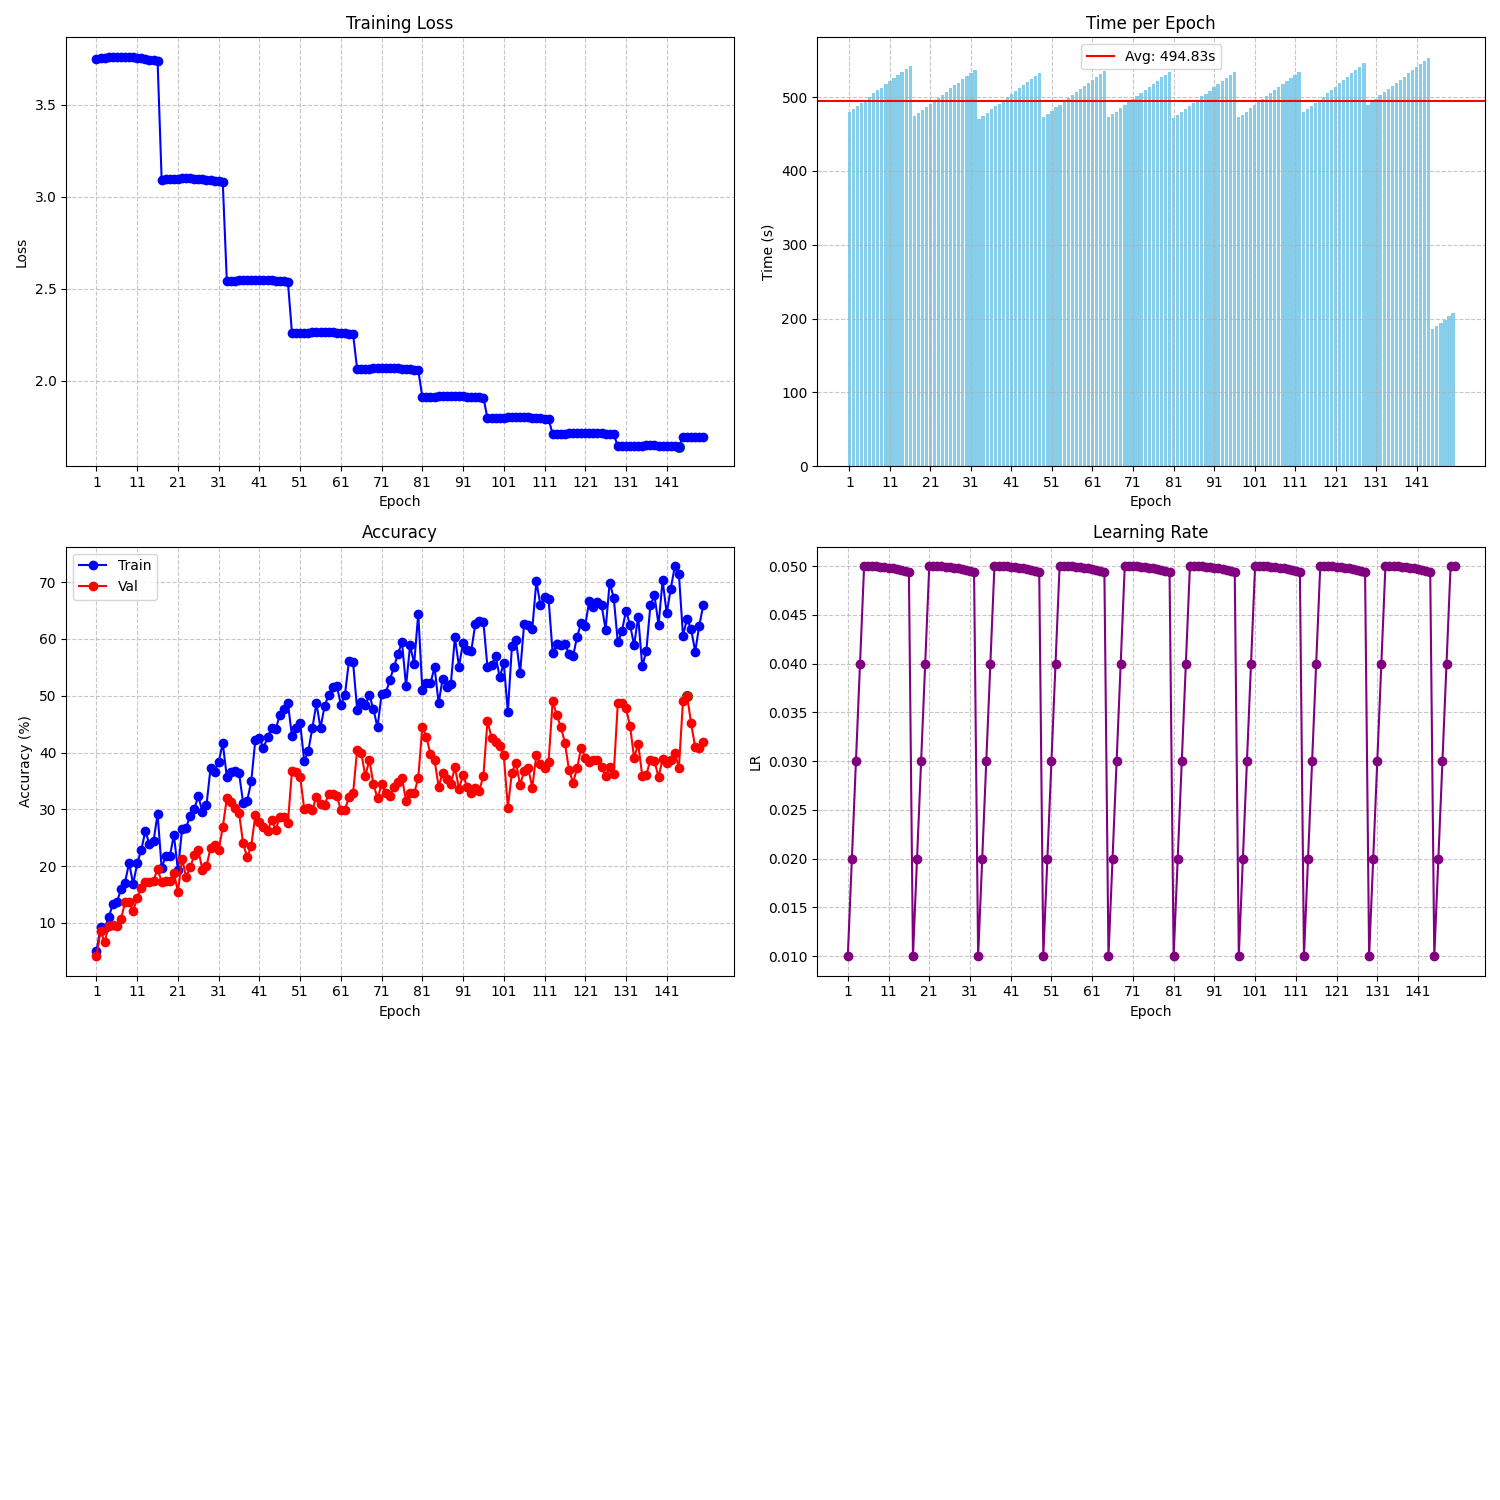 Training Loss
3.5
3.0
2.5
2.0
Loss
1 11 21 31 41 51 61 71 81 91 101 111 121 131 141
Epoch
Time per Epoch
Avg: 494.83s
500
400
300
200
100
0
Time (s)
1 11 21 31 41 51 61 71 81 91 101 111 121 131 141
Epoch
Accuracy
Train
Val
70
60
50
40
30
20
10
Accuracy (%)
1 11 21 31 41 51 61 71 81 91 101 111 121 131 141
Epoch
Learning Rate
0.050
0.045
0.040
0.035
0.030
0.025
0.020
0.015
0.010
LR
1 11 21 31 41 51 61 71 81 91 101 111 121 131 141
Epoch